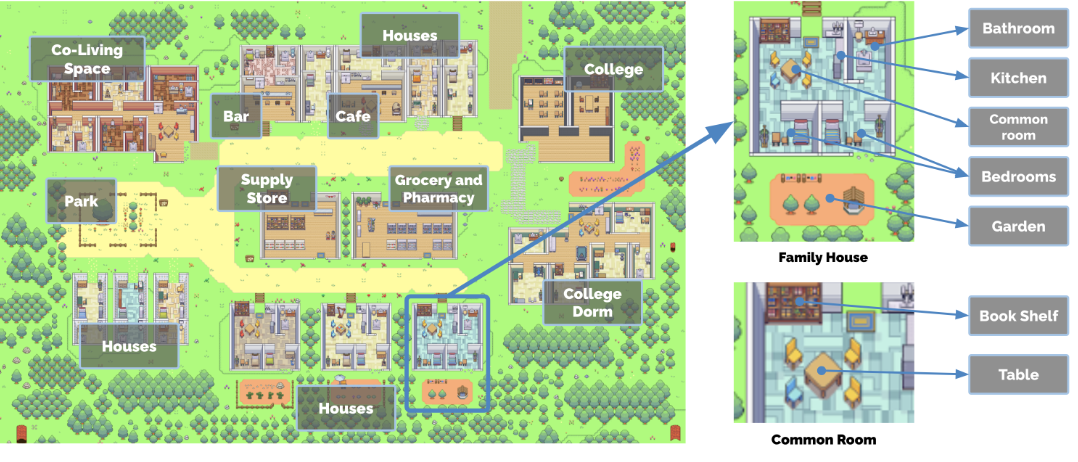 Co-Living
Space
Houses
College
Bar
Cafe
Park
Supply
Store
Grocery and
Pharmacy
College
Dorm
Houses
Houses
Bathroom
Kitchen
Common
room
Bedrooms
Garden
Family House
Book Shelf
Table
Common Room